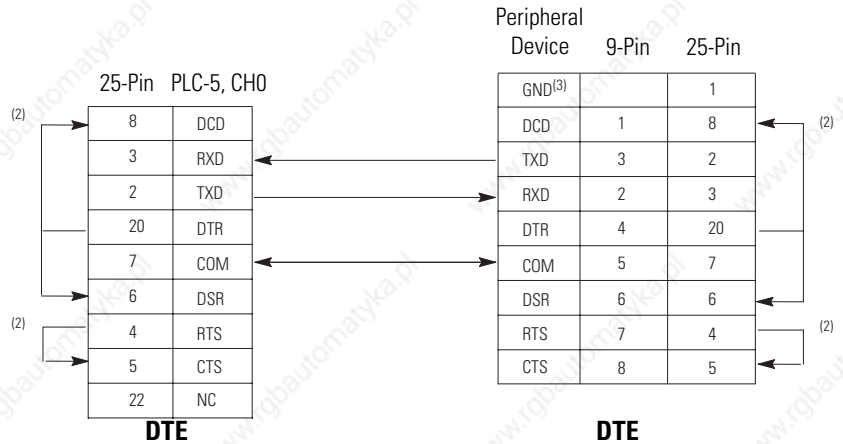 Peripheral
Device 9-Pin 25-Pin
25-Pin PLC-5, CH0
GND(3) 1
(2) 8 DCD
DCD 1 8 (2)
3 RXD
TXD 3 2
2 TXD
RXD 2 3
20 DTR
DTR 4 20
7 COM
COM 5 7
6 DSR
DSR 6 6
(2) 4 RTS
RTS 7 4 (2)
5 CTS
CTS 8 5
22 NC
DTE
DTE
www.rgbautomatyka.pl